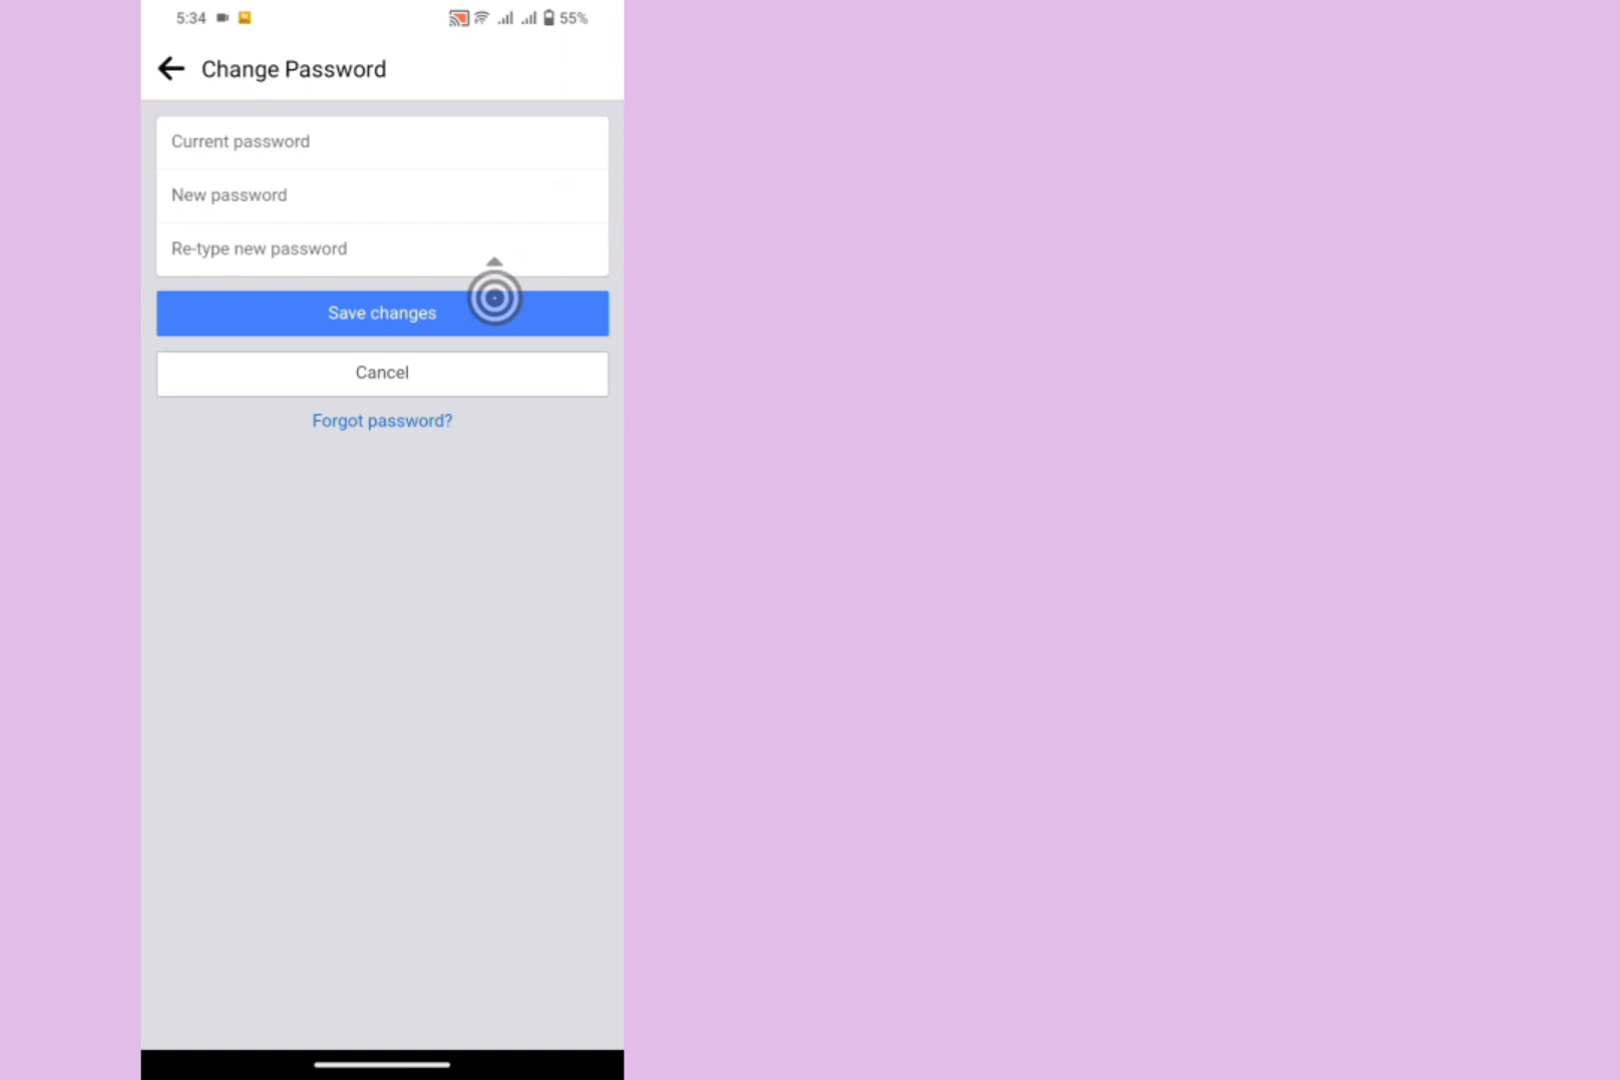 5:34 55%
Change Password
Current password
New password
Re-type new password
Save changes
Cancel
Forgot password?